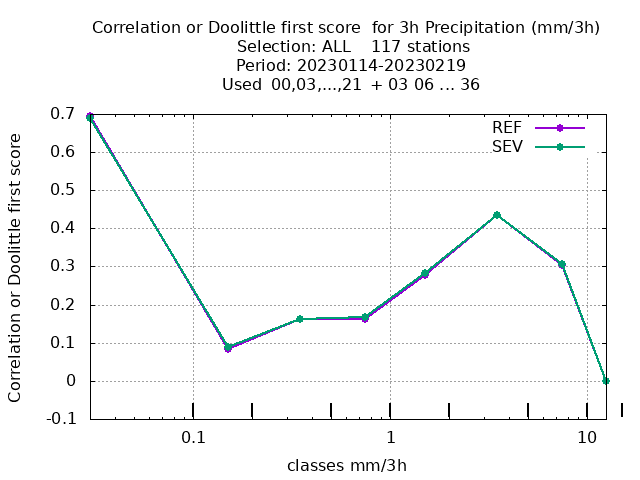 Correlation or Doolittle first score  for 3h Precipitation (mm/3h)
Selection: ALL    117 stations
Period: 20230114-20230219
Used  00,03,...,21  + 03 06 ... 36
Correlation or Doolittle first score
0.7
0.6
0.5
0.4
0.3
0.2
0.1
0
-0.1
REF
SEV
0.1
1
10
classes mm/3h